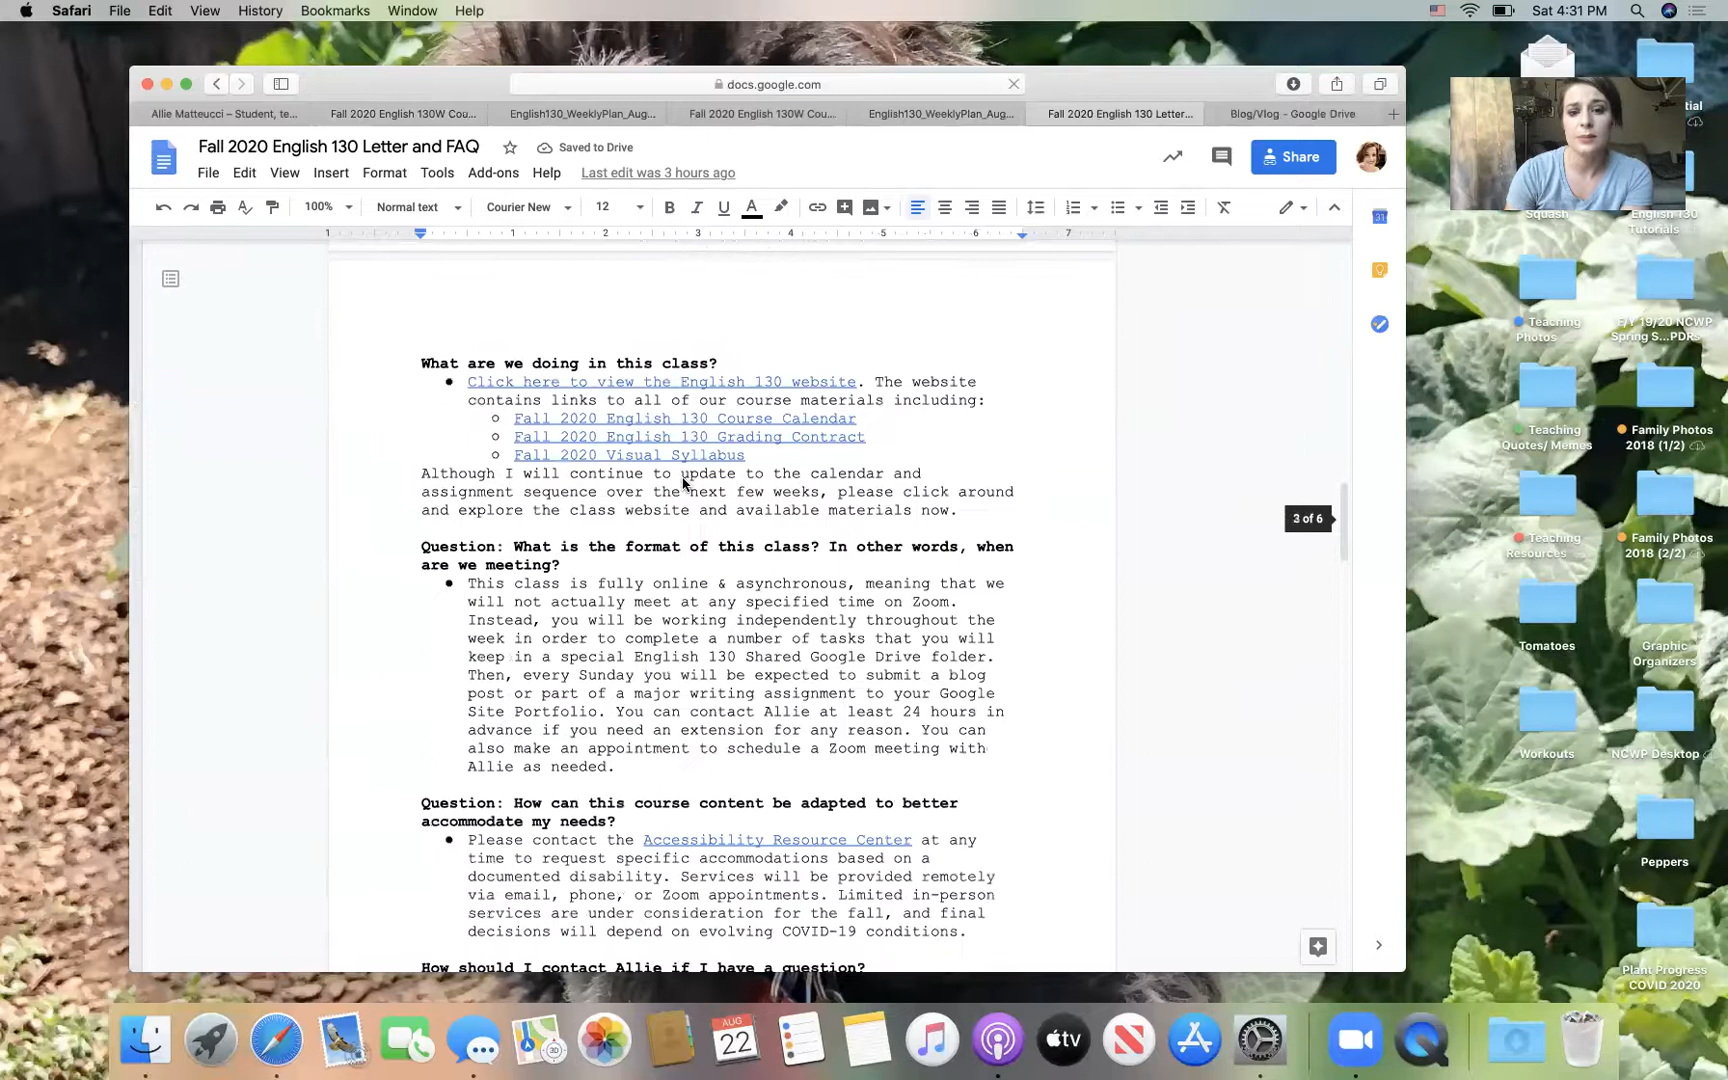 Safari File Edit View History Bookmarks Window Help
Sat 4:31 PM
docs.google.com
Allie Matteucci – Student, te...
Fall 2020 English 130W Cou...
English130_WeeklyPlan_Aug...
Fall 2020 English 130W Cou...
English130_WeeklyPlan_Aug...
Fall 2020 English 130 Letter...
Blog/Vlog - Google Drive
Fall 2020 English 130 Letter and FAQ
Saved to Drive
Share
File Edit View Insert Format Tools Add-ons Help
Last edit was 3 hours ago
100% Normal text Courier New 12
1 1 2 3 4 5 6 7
What are we doing in this class?
● Click here to view the English 130 website. The website
contains links to all of our course materials including:
○ Fall 2020 English 130 Course Calendar
○ Fall 2020 English 130 Grading Contract
○ Fall 2020 Visual Syllabus
Although I will continue to update to the calendar and
assignment sequence over the next few weeks, please click around
and explore the class website and available materials now.
Question: What is the format of this class? In other words, when
are we meeting?
● This class is fully online & asynchronous, meaning that we
will not actually meet at any specified time on Zoom.
Instead, you will be working independently throughout the
week in order to complete a number of tasks that you will
keep in a special English 130 Shared Google Drive folder.
Then, every Sunday you will be expected to submit a blog
post or part of a major writing assignment to your Google
Site Portfolio. You can contact Allie at least 24 hours in
advance if you need an extension for any reason. You can
also make an appointment to schedule a Zoom meeting with
Allie as needed.
Question: How can this course content be adapted to better
accommodate my needs?
● Please contact the Accessibility Resource Center at any
time to request specific accommodations based on a
documented disability. Services will be provided remotely
via email, phone, or Zoom appointments. Limited in-person
services are under consideration for the fall, and final
decisions will depend on evolving COVID-19 conditions.
How should I contact Allie if I have a question?
3 of 6
31
Squash
English 130
Tutorials
Teaching
Photos
E/Y 19/20 NCWP
Spring S...PDRs
Teaching
Quotes/ Memes
Family Photos
2018 (1/2)
Teaching
Resources
Family Photos
2018 (2/2)
Tomatoes
Graphic
Organizers
Workouts
NCWP Desktop
Peppers
Plant Progress
COVID 2020
AUG
22
tv